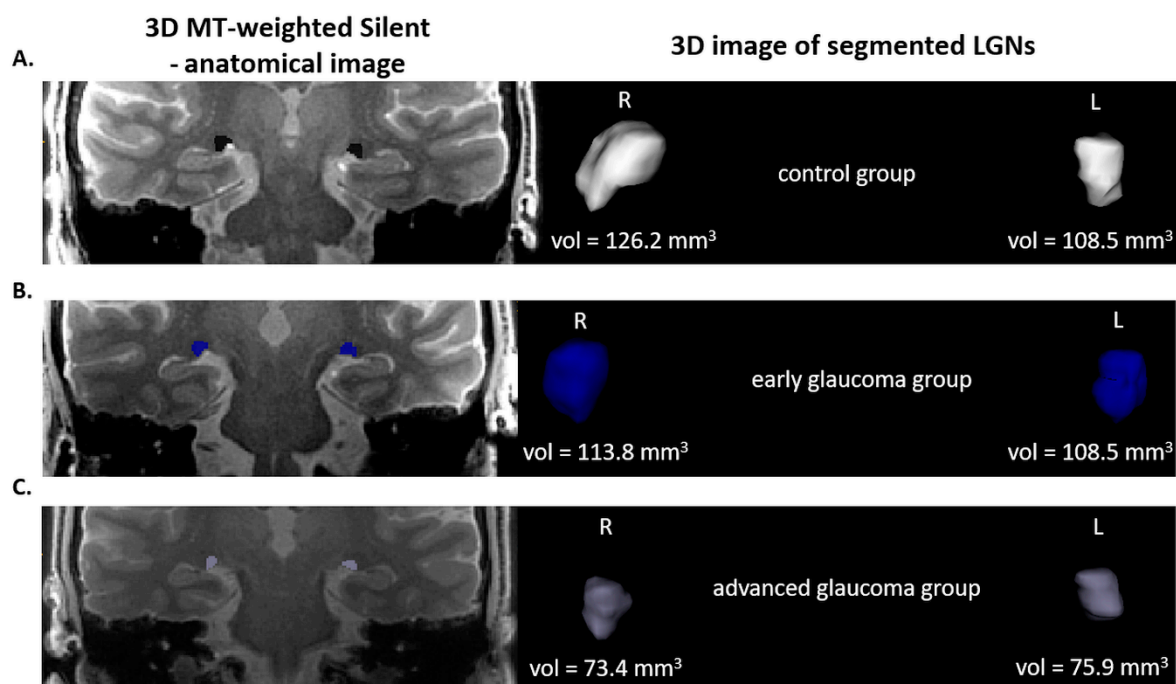 3D MT-weighted Silent
- anatomical image
3D image of segmented LGNs
A.
R
L
control group
vol = 126.2 mm³
vol = 108.5 mm³
B.
R
L
early glaucoma group
vol = 113.8 mm³
vol = 108.5 mm³
C.
R
L
advanced glaucoma group
vol = 73.4 mm³
vol = 75.9 mm³